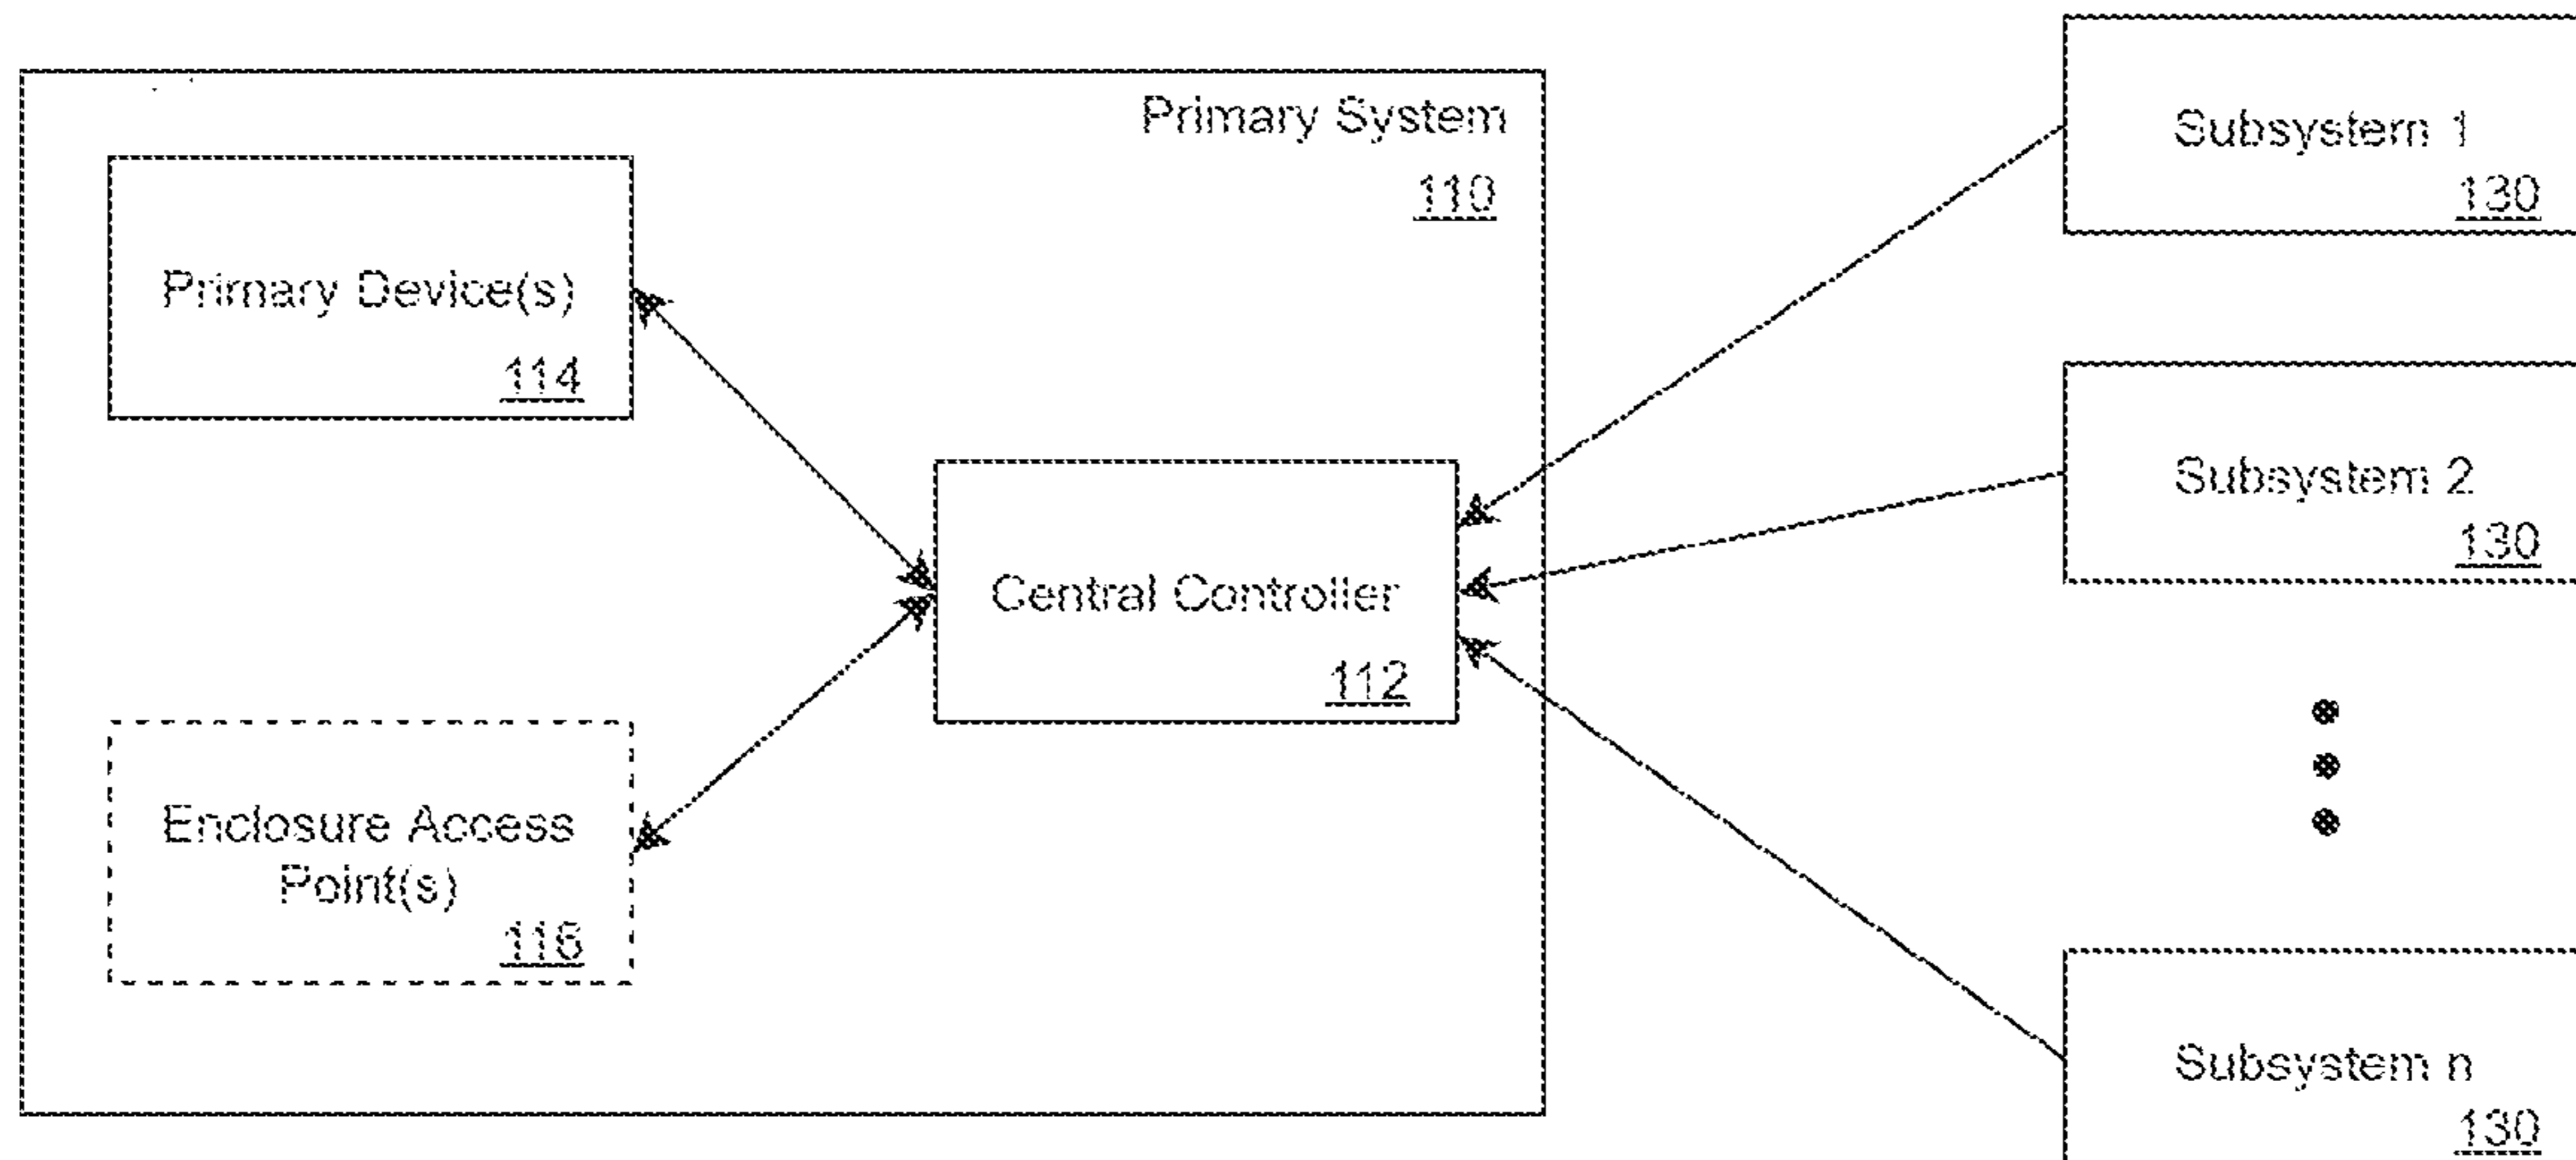 Primary System
110
Primary Device(s)
114
Central Controller
112
Enclosure Access
Point(s)
116
Subsystem 1
130
Subsystem 2
130
Subsystem n
130